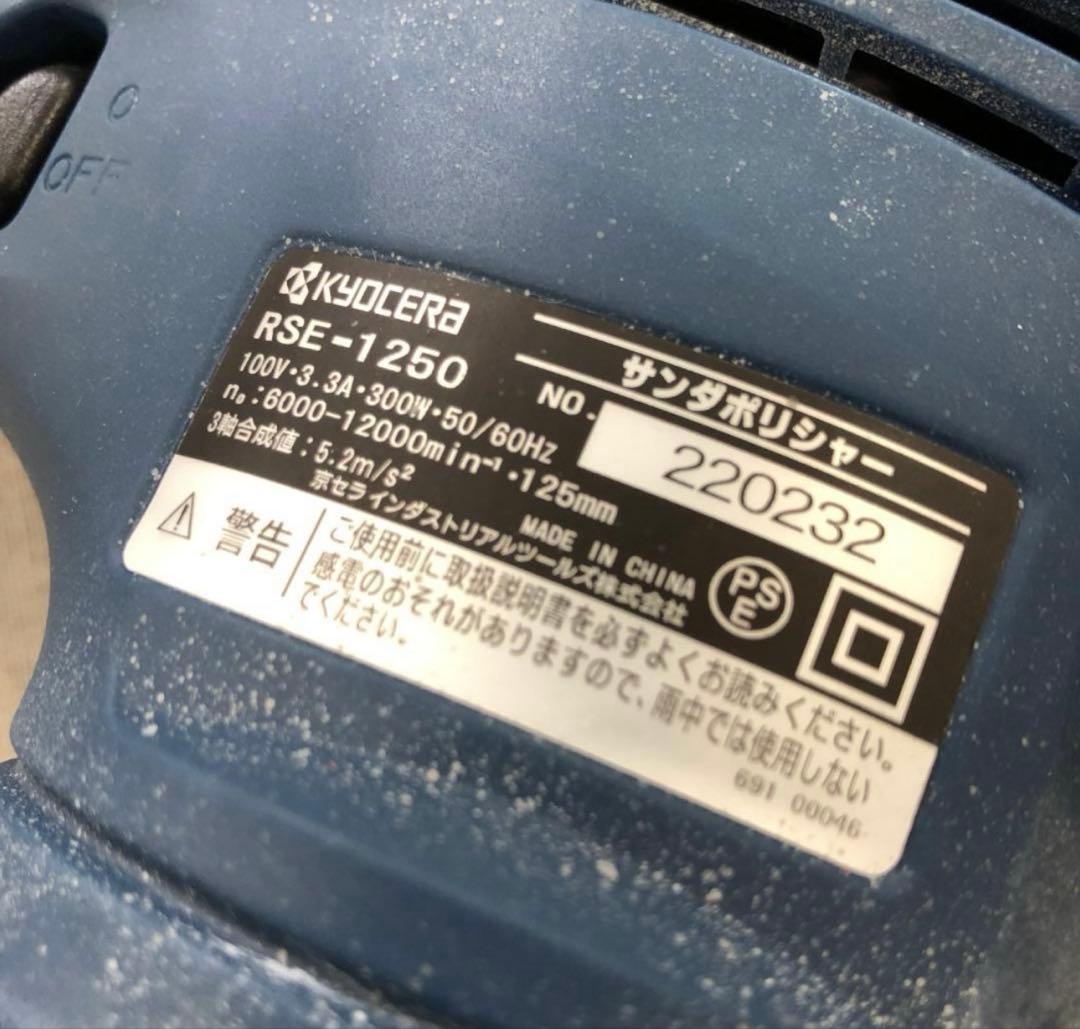 O
OFF
KYOCERA
RSE-1250
サンダポリシャー
100V・3.3A・300W・50/60Hz
NO. 220232
n₀:6000-12000min⁻¹・125mm
3軸合成値:5.2m/s²
MADE IN CHINA
京セラインダストリアルツールズ株式会社
PSE
警告
ご使用前に取扱説明書を必ずよくお読みください。
感電のおそれがありますので、雨中では使用しない
でください。
691 00046